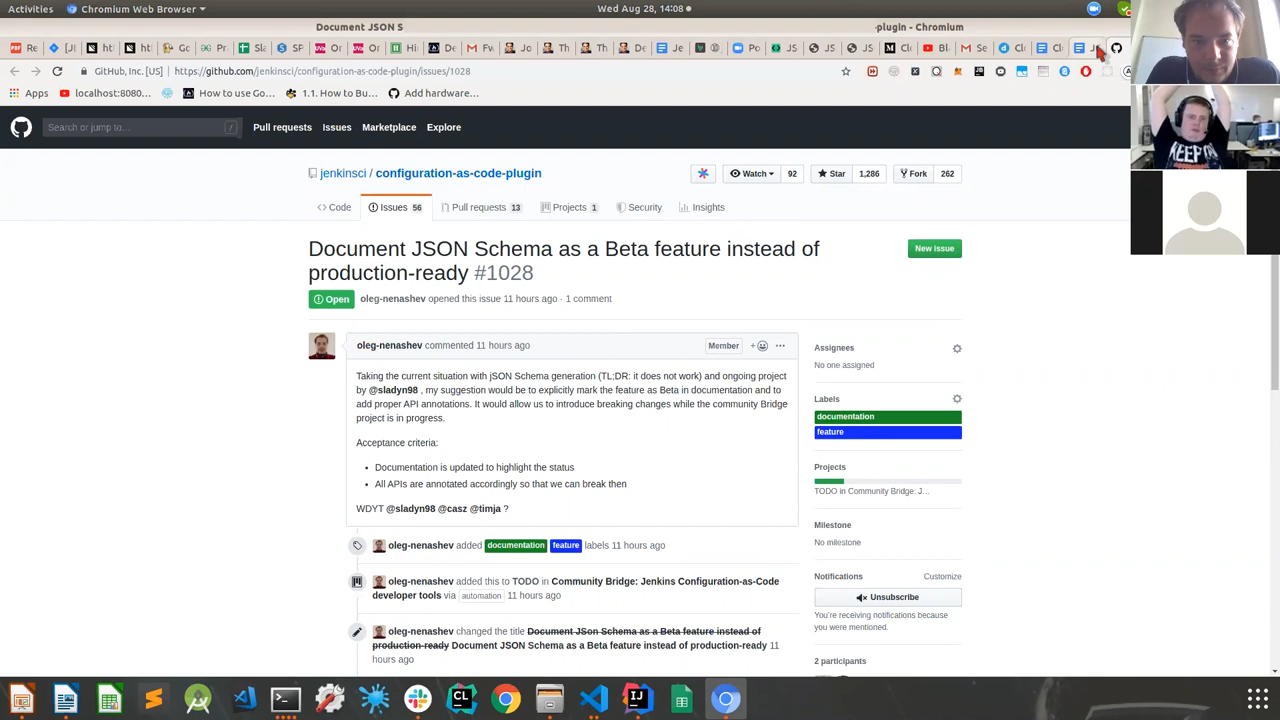 Activities Chromium Web Browser Wed Aug 28, 14:08
Document JSON S -plugin - Chromium
GitHub, Inc. [US] https://github.com/jenkinsci/configuration-as-code-plugin/issues/1028
Apps localhost:8080... How to use Go... 1.1. How to Bu... Add hardware...
Search or jump to... / Pull requests Issues Marketplace Explore
jenkinsci / configuration-as-code-plugin Watch 92 Star 1,286 Fork 262
Code Issues 56 Pull requests 13 Projects 1 Security Insights
Document JSON Schema as a Beta feature instead of
production-ready #1028
New issue
Open oleg-nenashev opened this issue 11 hours ago · 1 comment
oleg-nenashev commented 11 hours ago Member
Taking the current situation with jSON Schema generation (TL;DR: it does not work) and ongoing project
by @sladyn98 , my suggestion would be to explicitly mark the feature as Beta in documentation and to
add proper API annotations. It would allow us to introduce breaking changes while the community Bridge
project is in progress.
Acceptance criteria:
• Documentation is updated to highlight the status
• All APIs are annotated accordingly so that we can break then
WDYT @sladyn98 @casz @timja ?
oleg-nenashev added documentation feature labels 11 hours ago
oleg-nenashev added this to TODO in Community Bridge: Jenkins Configuration-as-Code
developer tools via automation 11 hours ago
oleg-nenashev changed the title Document JSon Schema as a Beta feature instead of
production-ready Document JSON Schema as a Beta feature instead of production-ready 11
hours ago
Assignees
No one assigned
Labels
documentation
feature
Projects
TODO in Community Bridge: J...
Milestone
No milestone
Notifications Customize
Unsubscribe
You're receiving notifications because
you were mentioned.
2 participants
KEEP